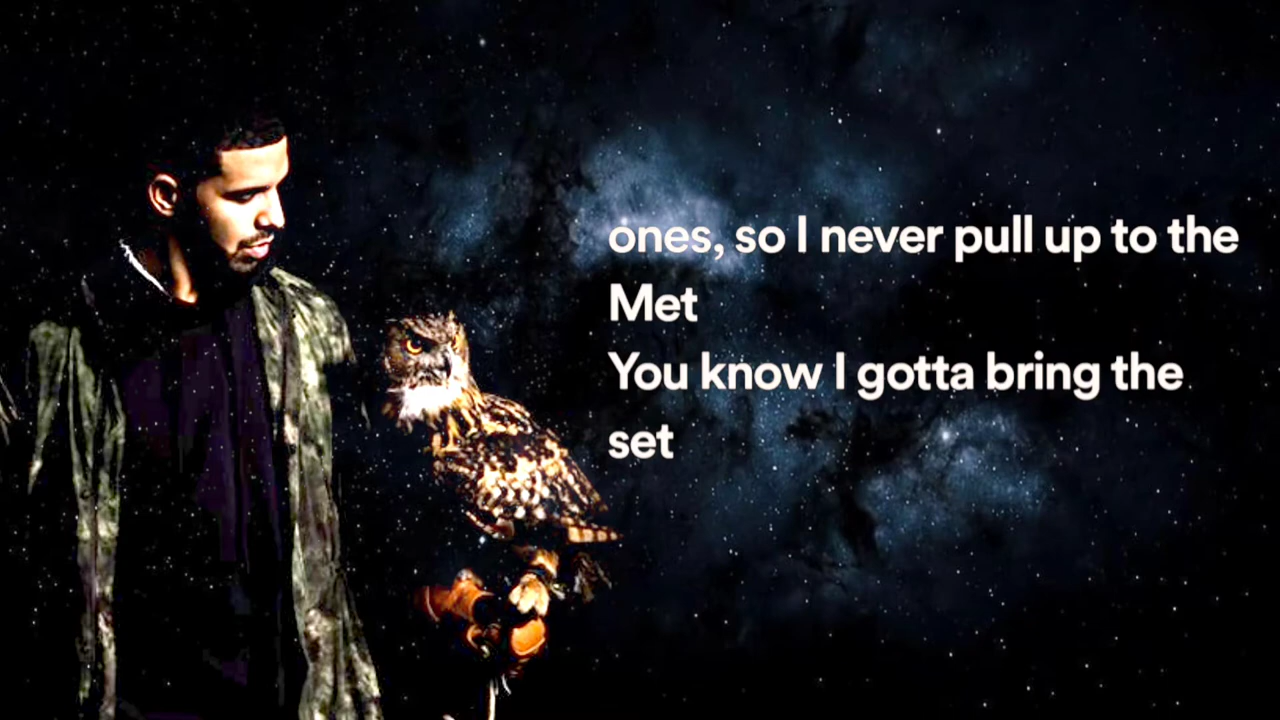 ones, so I never pull up to the
Met
You know I gotta bring the
set